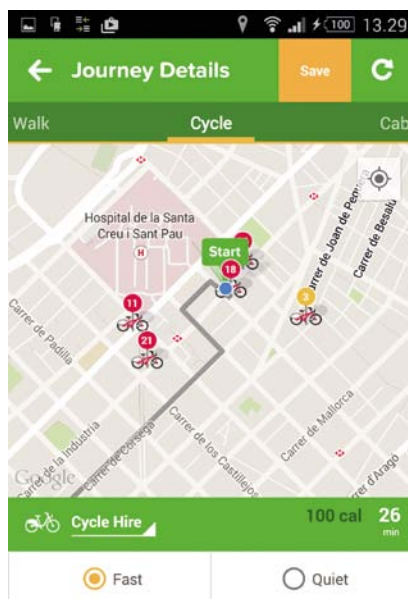 100 13.29
Journey Details Save
Walk Cycle Cab
Hospital de la Santa
Creu i Sant Pau
H
Start
18
3
11
21
Carrer de Besalú
Carrer de Padilla
Carrer de la Indústria
Carrer de Còrsega
Carrer de los Castillejos
Carrer de Mallorca
Carrer d'Aragó
Google
Cycle Hire 100 cal 26
min
Fast Quiet